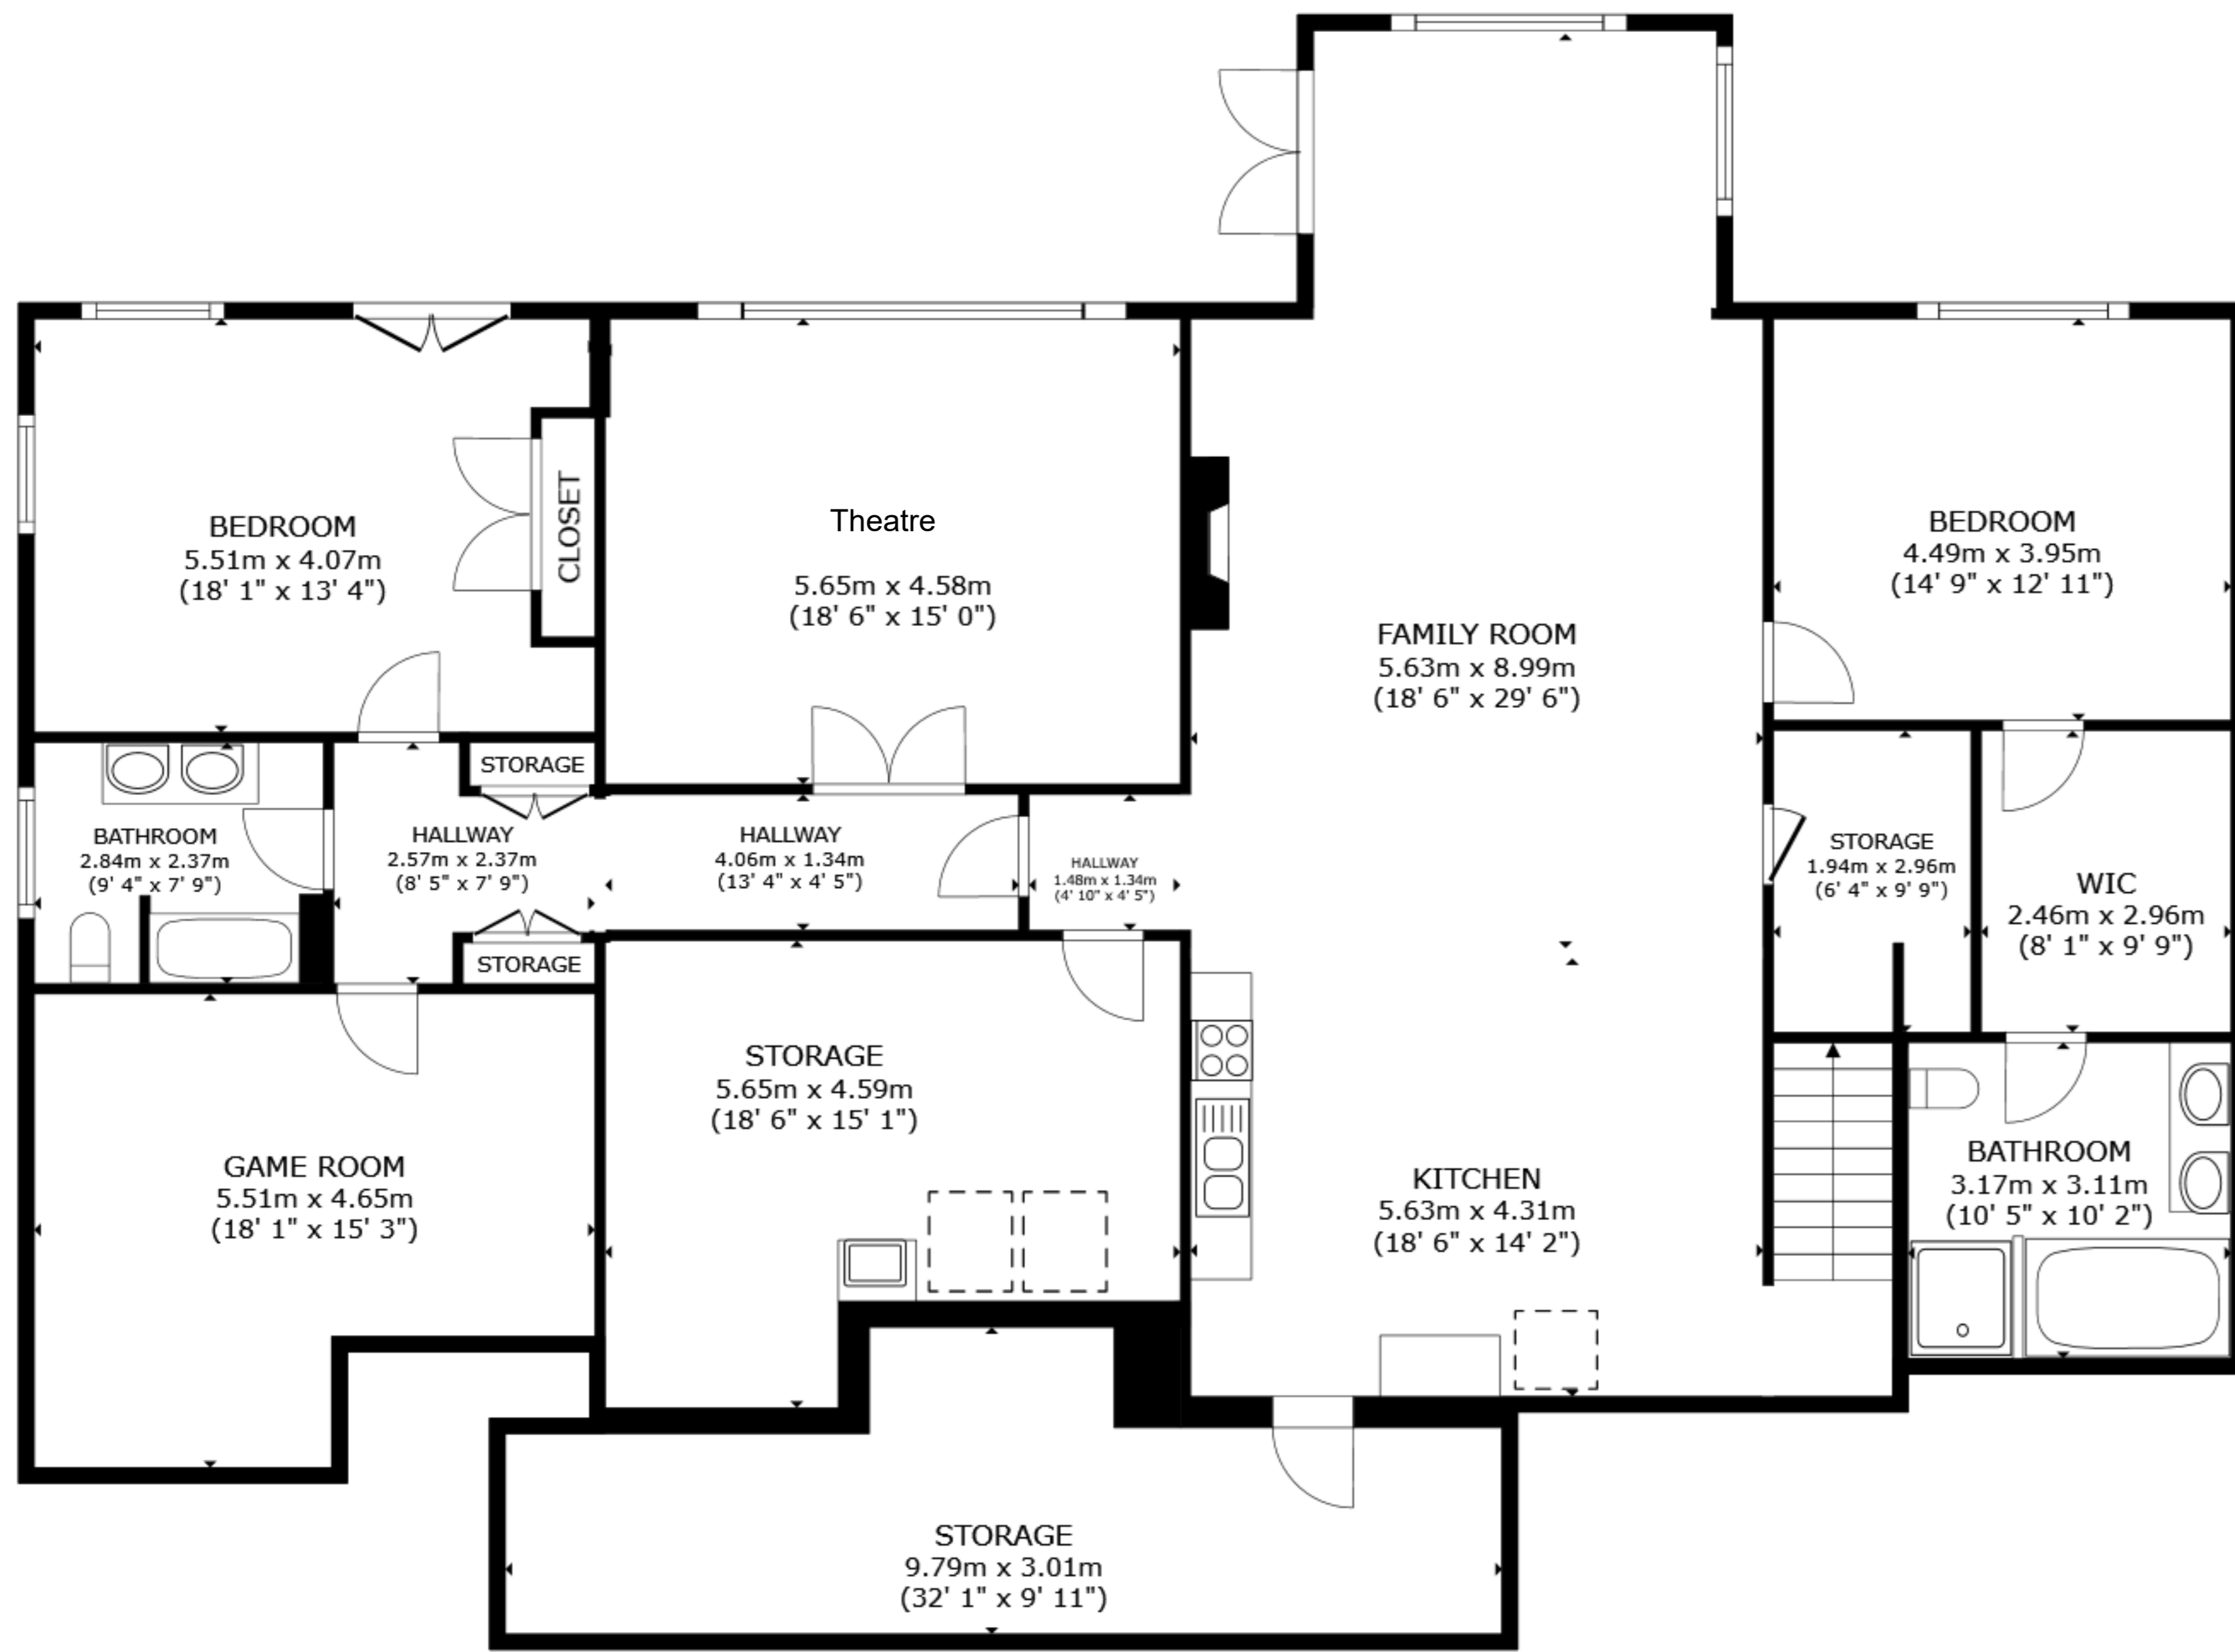 BEDROOM
5.51m x 4.07m
(18' 1" x 13' 4")
CLOSET
Theatre
5.65m x 4.58m
(18' 6" x 15' 0")
FAMILY ROOM
5.63m x 8.99m
(18' 6" x 29' 6")
BEDROOM
4.49m x 3.95m
(14' 9" x 12' 11")
STORAGE
BATHROOM
2.84m x 2.37m
(9' 4" x 7' 9")
HALLWAY
2.57m x 2.37m
(8' 5" x 7' 9")
HALLWAY
4.06m x 1.34m
(13' 4" x 4' 5")
HALLWAY
1.48m x 1.34m
(4' 10" x 4' 5")
STORAGE
1.94m x 2.96m
(6' 4" x 9' 9")
WIC
2.46m x 2.96m
(8' 1" x 9' 9")
STORAGE
STORAGE
5.65m x 4.59m
(18' 6" x 15' 1")
GAME ROOM
5.51m x 4.65m
(18' 1" x 15' 3")
KITCHEN
5.63m x 4.31m
(18' 6" x 14' 2")
BATHROOM
3.17m x 3.11m
(10' 5" x 10' 2")
STORAGE
9.79m x 3.01m
(32' 1" x 9' 11")